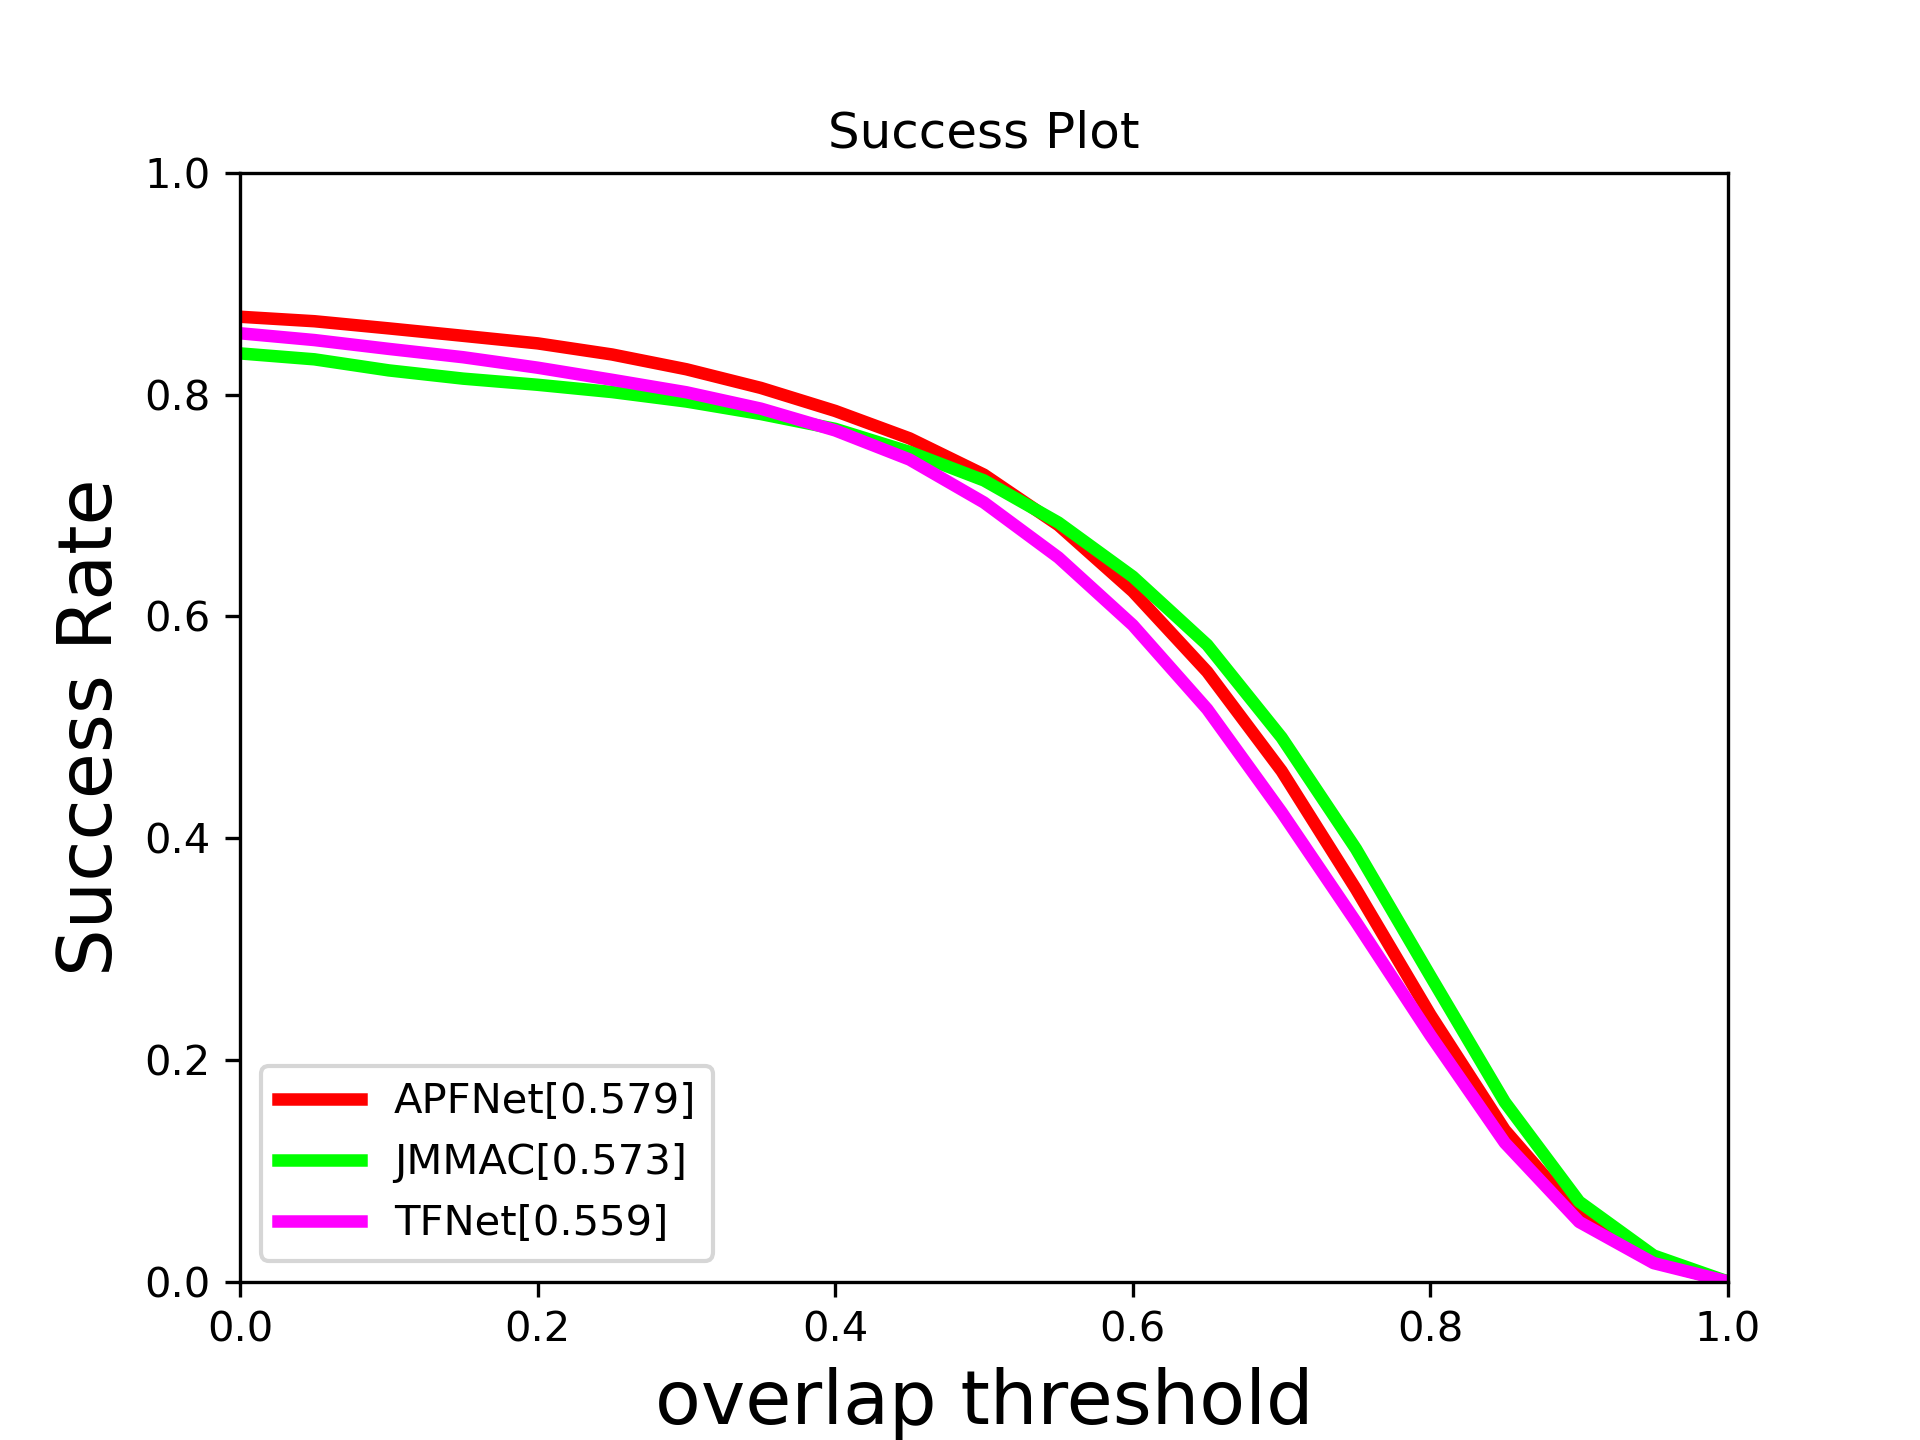 Success Plot
1.0
0.8
0.6
0.4
0.2
0.0
Success Rate
APFNet[0.579]
JMMAC[0.573]
TFNet[0.559]
0.0 0.2 0.4 0.6 0.8 1.0
overlap threshold